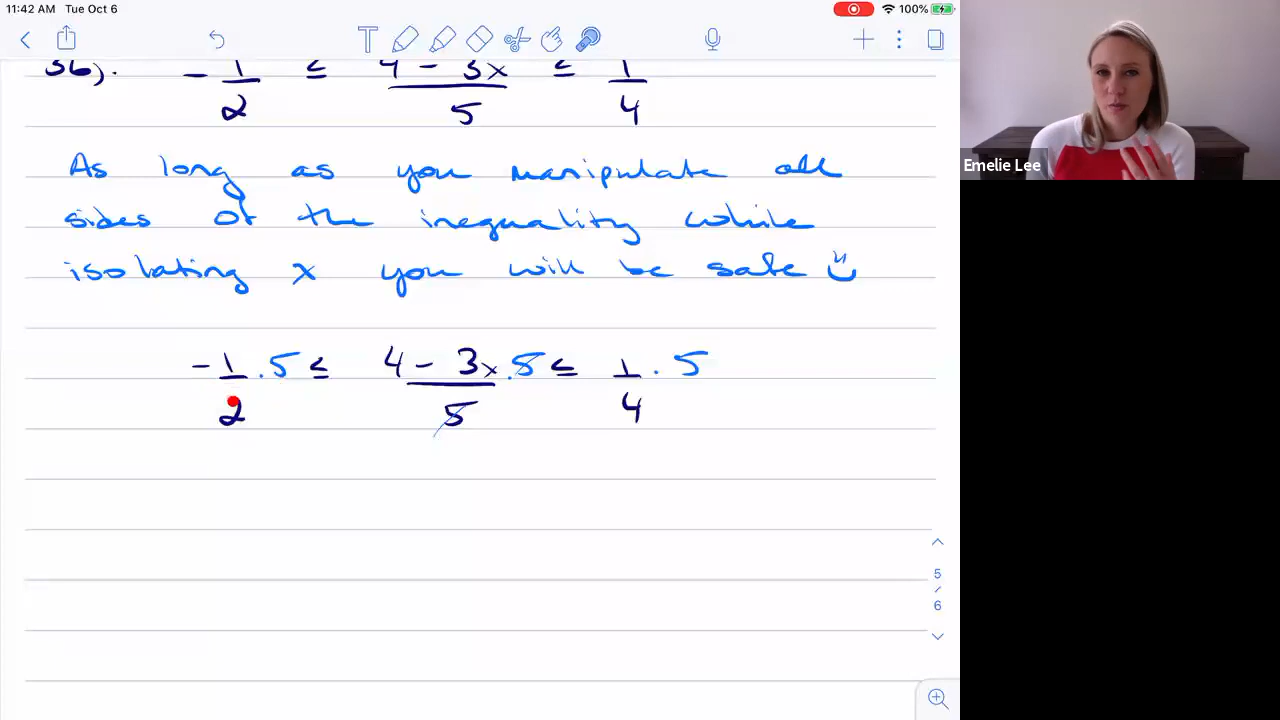 11:42 AM Tue Oct 6
100%
36). - 1/2 ≤ 4 - 3x/5 ≤ 1/4
As long as you manipulate all
sides of the inequality while
isolating x you will be safe
- 1/2 . 5 ≤ 4 - 3x/5 . 5 ≤ 1/4 . 5
5
/
6
Emelie Lee